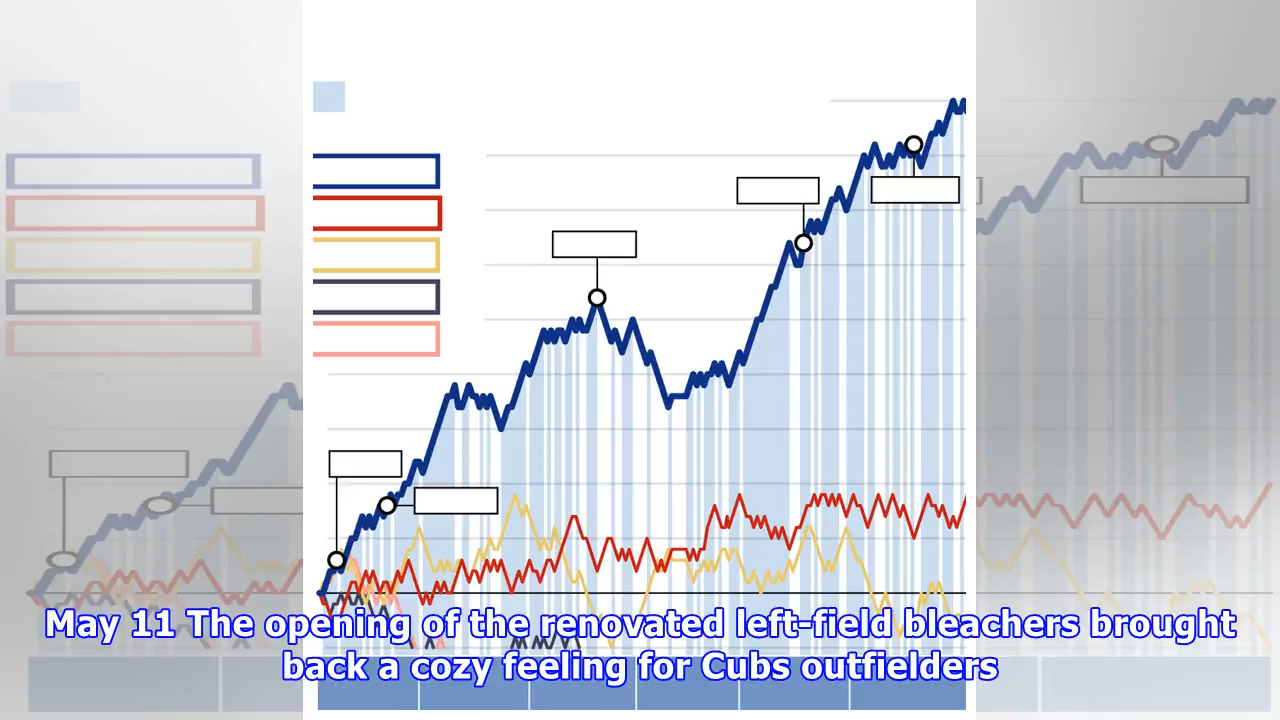 May 11 The opening of the renovated left-field bleachers brought
back a cozy feeling for Cubs outfielders